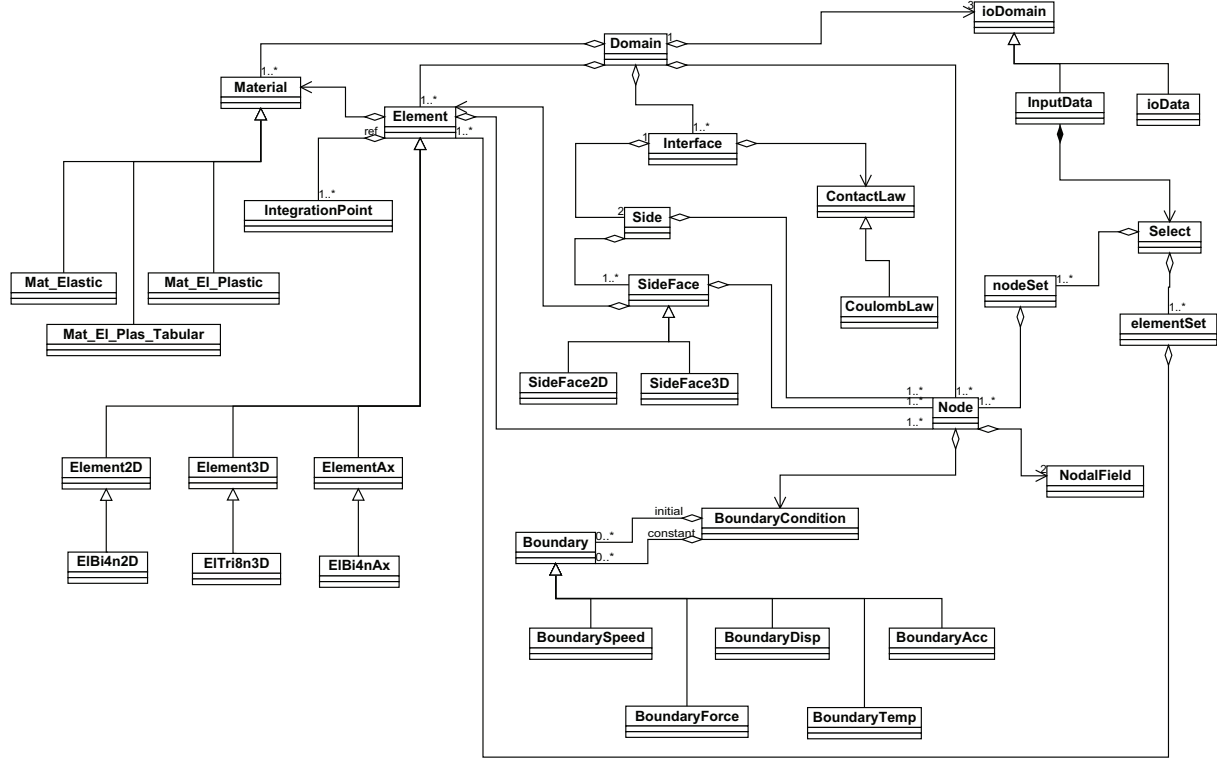 3
ioDomain
Domain
1
1..*
Material
1..*
Element
ref
1..*
InputData
ioData
1..*
1
Interface
1..*
IntegrationPoint
ContactLaw
2
Side
Select
Mat_Elastic
Mat_El_Plastic
1..*
SideFace
1..*
nodeSet
CoulombLaw
1..*
elementSet
Mat_El_Plas_Tabular
SideFace2D
SideFace3D
1..*
1..*
1..*
Node
1..*
1..*
Element2D
Element3D
ElementAx
2
NodalField
initial
BoundaryCondition
constant
0..*
Boundary
0..*
ElBi4n2D
ElTri8n3D
ElBi4nAx
BoundarySpeed
BoundaryDisp
BoundaryAcc
BoundaryForce
BoundaryTemp